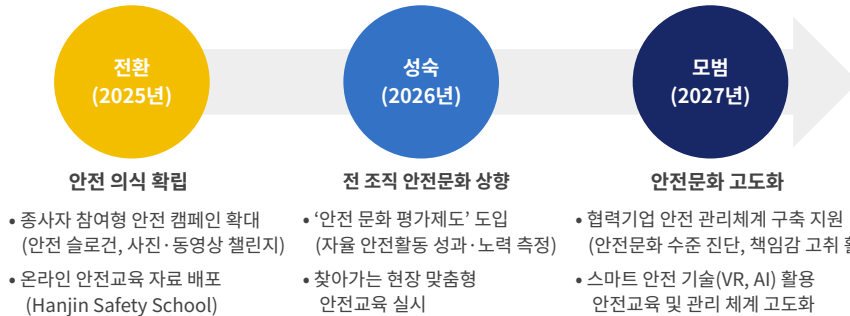 전환
(2025년)
성숙
(2026년)
모범
(2027년)
안전 의식 확립
• 종사자 참여형 안전 캠페인 확대
(안전 슬로건, 사진·동영상 챌린지)
• 온라인 안전교육 자료 배포
(Hanjin Safety School)
전 조직 안전문화 상향
• ‘안전 문화 평가제도’ 도입
(자율 안전활동 성과·노력 측정)
• 찾아가는 현장 맞춤형
안전교육 실시
안전문화 고도화
• 협력기업 안전 관리체계 구축 지원
(안전문화 수준 진단, 책임감 고취
• 스마트 안전 기술(VR, AI) 활용
안전교육 및 관리 체계 고도화